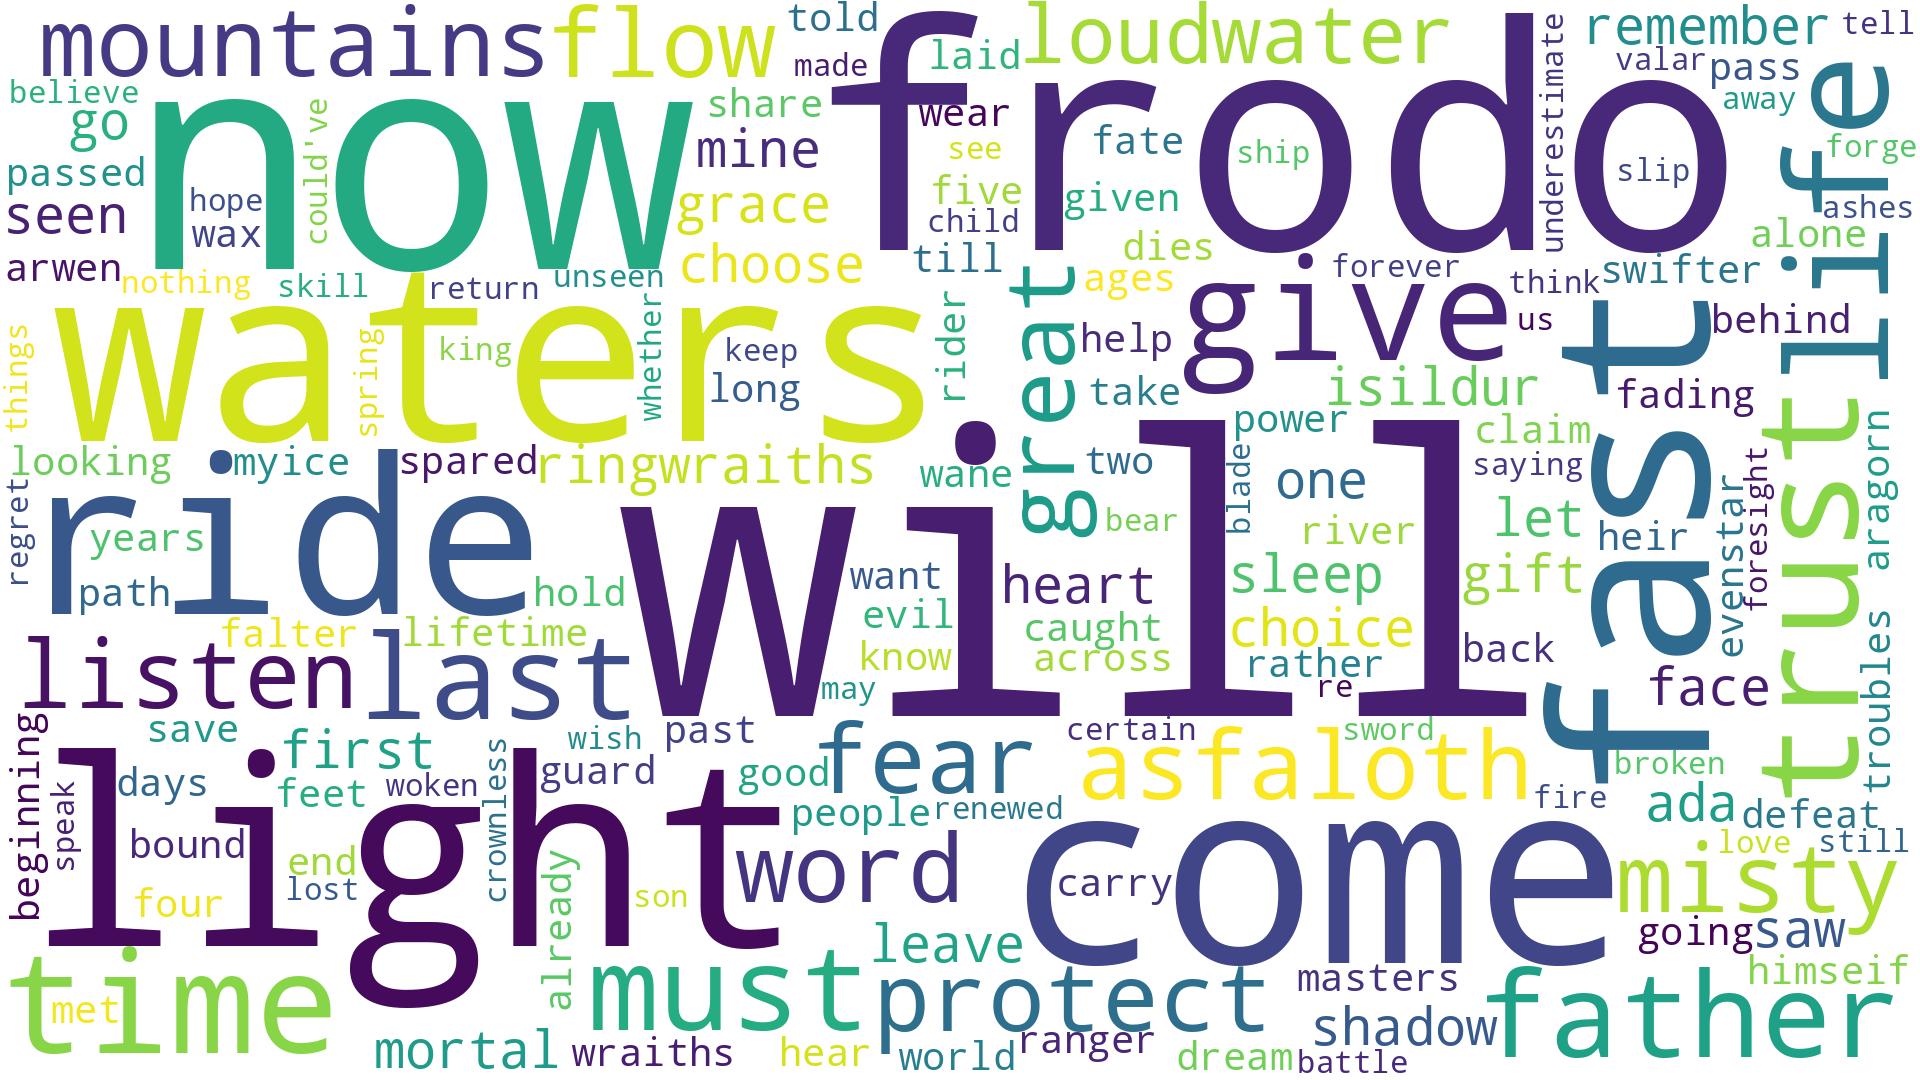 mountains flow told loudwater remember tell
made laid valar pass
believe now share frodo wear underestimate away life
go could've mine see fate ship slip forge
passed hope grace five given ashes
seen wax child dies alone
arwen choose till
nothing skill return unseen ages give forever think swifter
things waters whether rider great help us behind
spring king keep take isildur fast fading
long power claim
looking myice spared ringwraiths wane two one saying trust aragorn
regret ride years will bear blade river let heir evenstar foresight
path hold want heart sleep gift
falter lifetime evil caught choice
listen last know across rather back
may re face troubles
save past certain sword
beginning first wish fear asfaloth broken
speak light days feet woken crownless guard good fire ada defeat
people renewed come love still
bound end word misty
lost carry
four already son
leave going saw
time must protect masters himseif
met shadow father
mortal wraiths hear world ranger dream battle